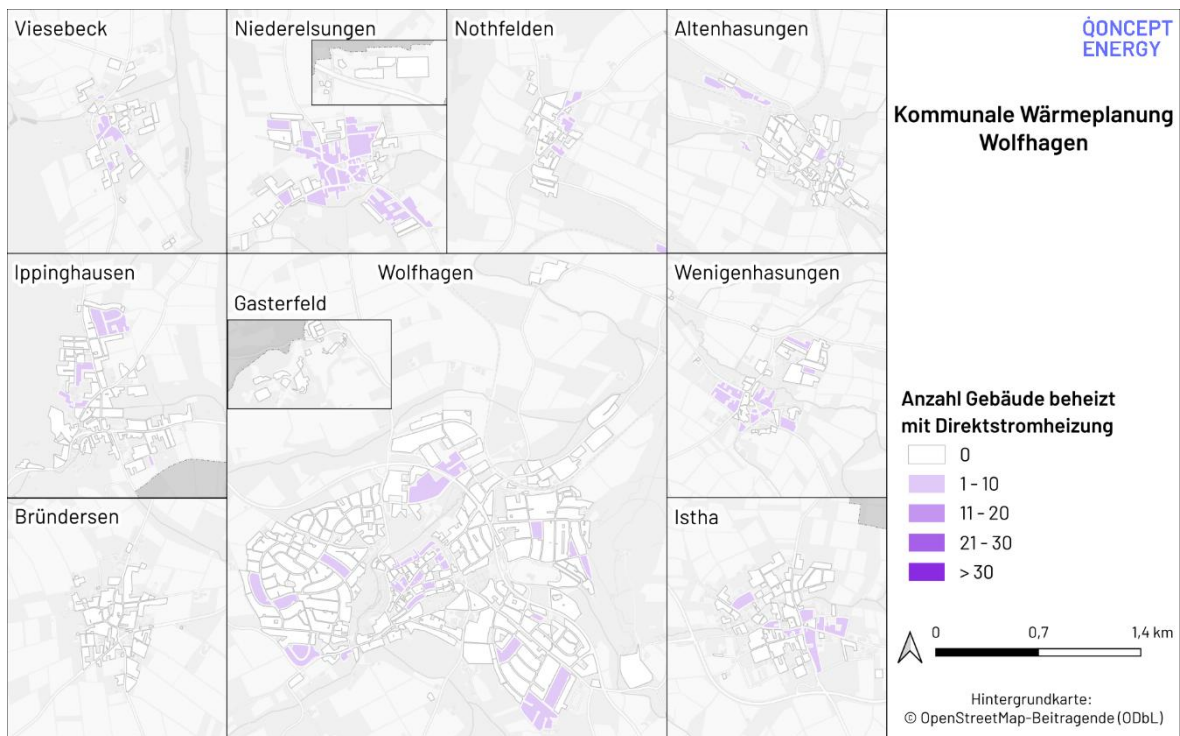 Viesebeck
Niederelsungen
Nothfelden
Altenhasungen
QONCEPT
ENERGY
Kommunale Wärmeplanung
Wolfhagen
Ippinghausen
Wolfhagen
Gasterfeld
Wenigenhasungen
Bründersen
Istha
Anzahl Gebäude beheizt
mit Direktstromheizung
0
1 - 10
11 - 20
21 - 30
> 30
0 0,7 1,4 km
Hintergrundkarte:
© OpenStreetMap-Beitragende (ODbL)